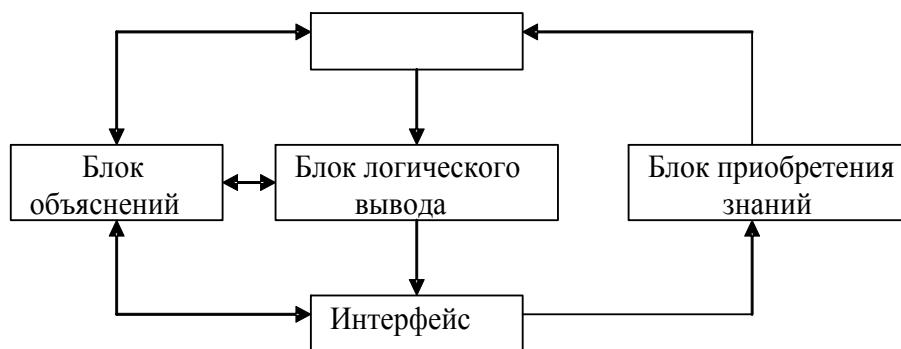 Блок
объяснений
Блок логического
вывода
Блок приобретения
знаний
Интерфейс